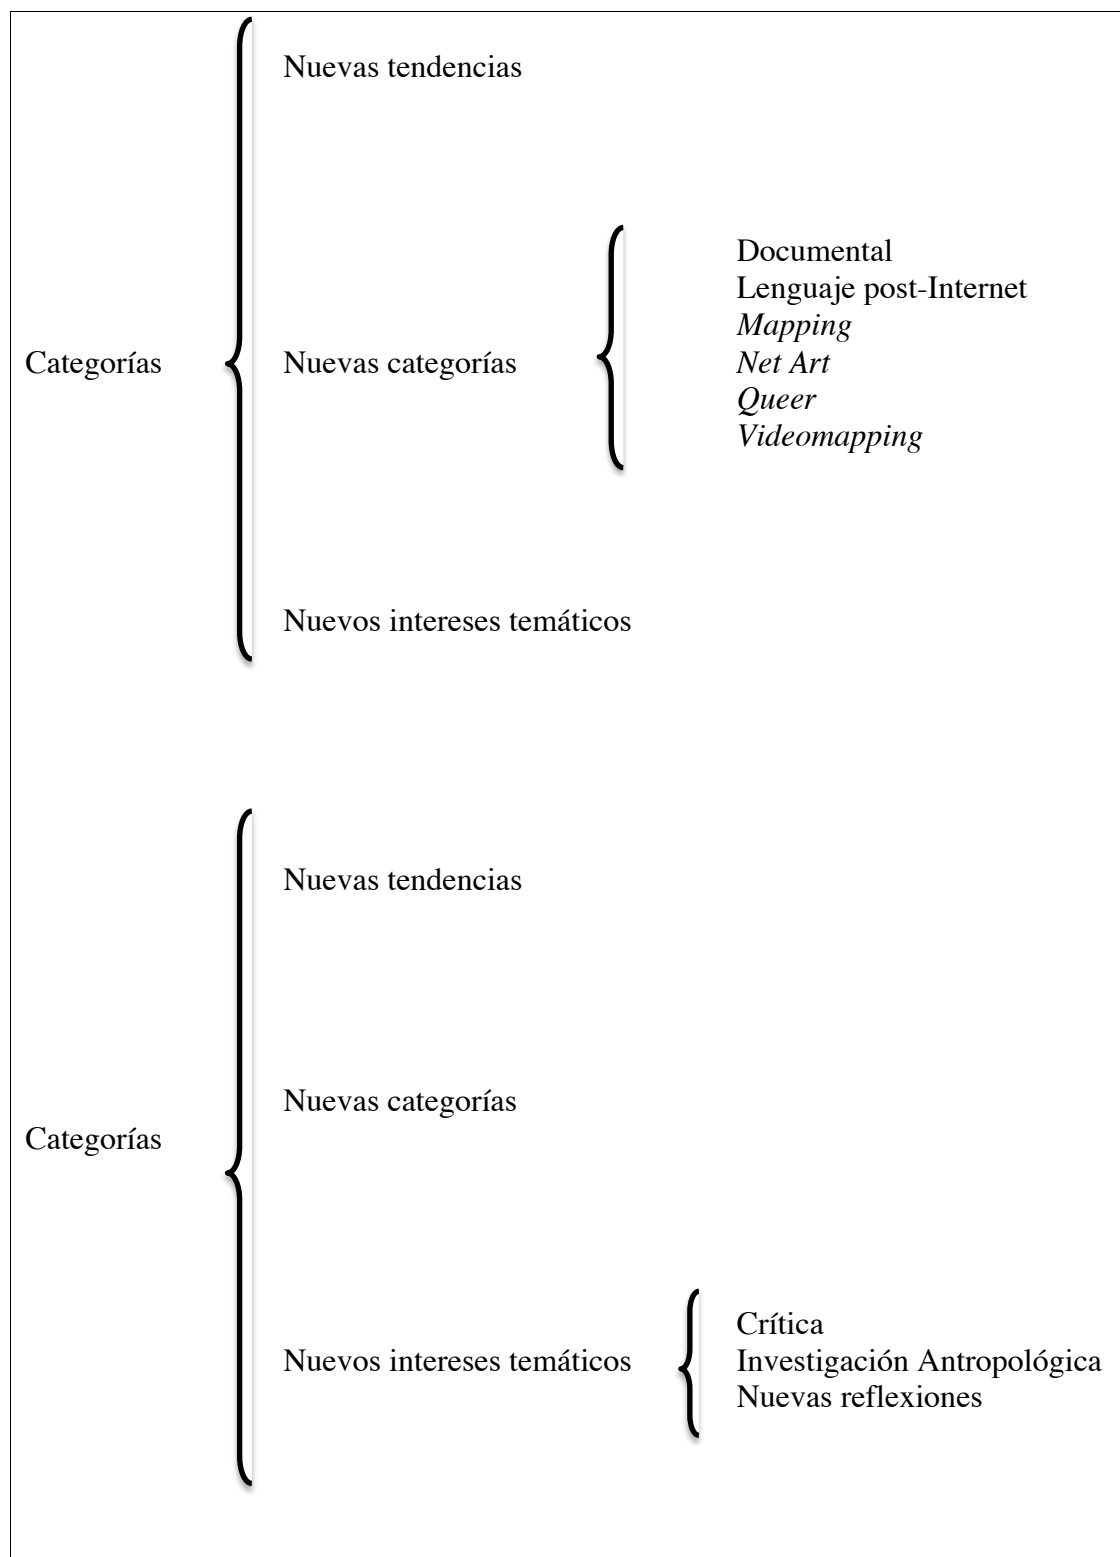 Nuevas tendencias
Categorías
Nuevas categorías
Documental
Lenguaje post-Internet
Mapping
Net Art
Queer
Videomapping
Nuevos intereses temáticos
Nuevas tendencias
Categorías
Nuevas categorías
Nuevos intereses temáticos
Crítica
Investigación Antropológica
Nuevas reflexiones